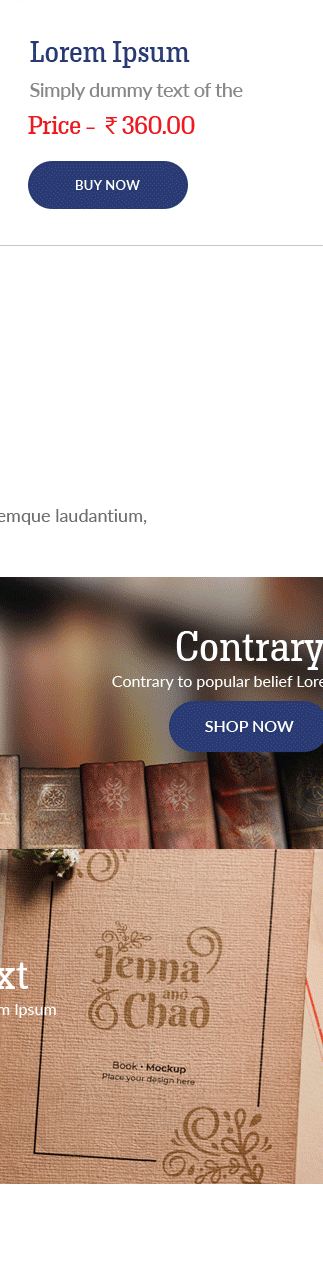 Lorem Ipsum
Simply dummy text of the
Price - ₹ 360.00
BUY NOW
emque laudantium,
Contrary
Contrary to popular belief Lore
SHOP NOW
xt
m Ipsum
Jenna
and
Chad
Book • Mockup
Place your design here